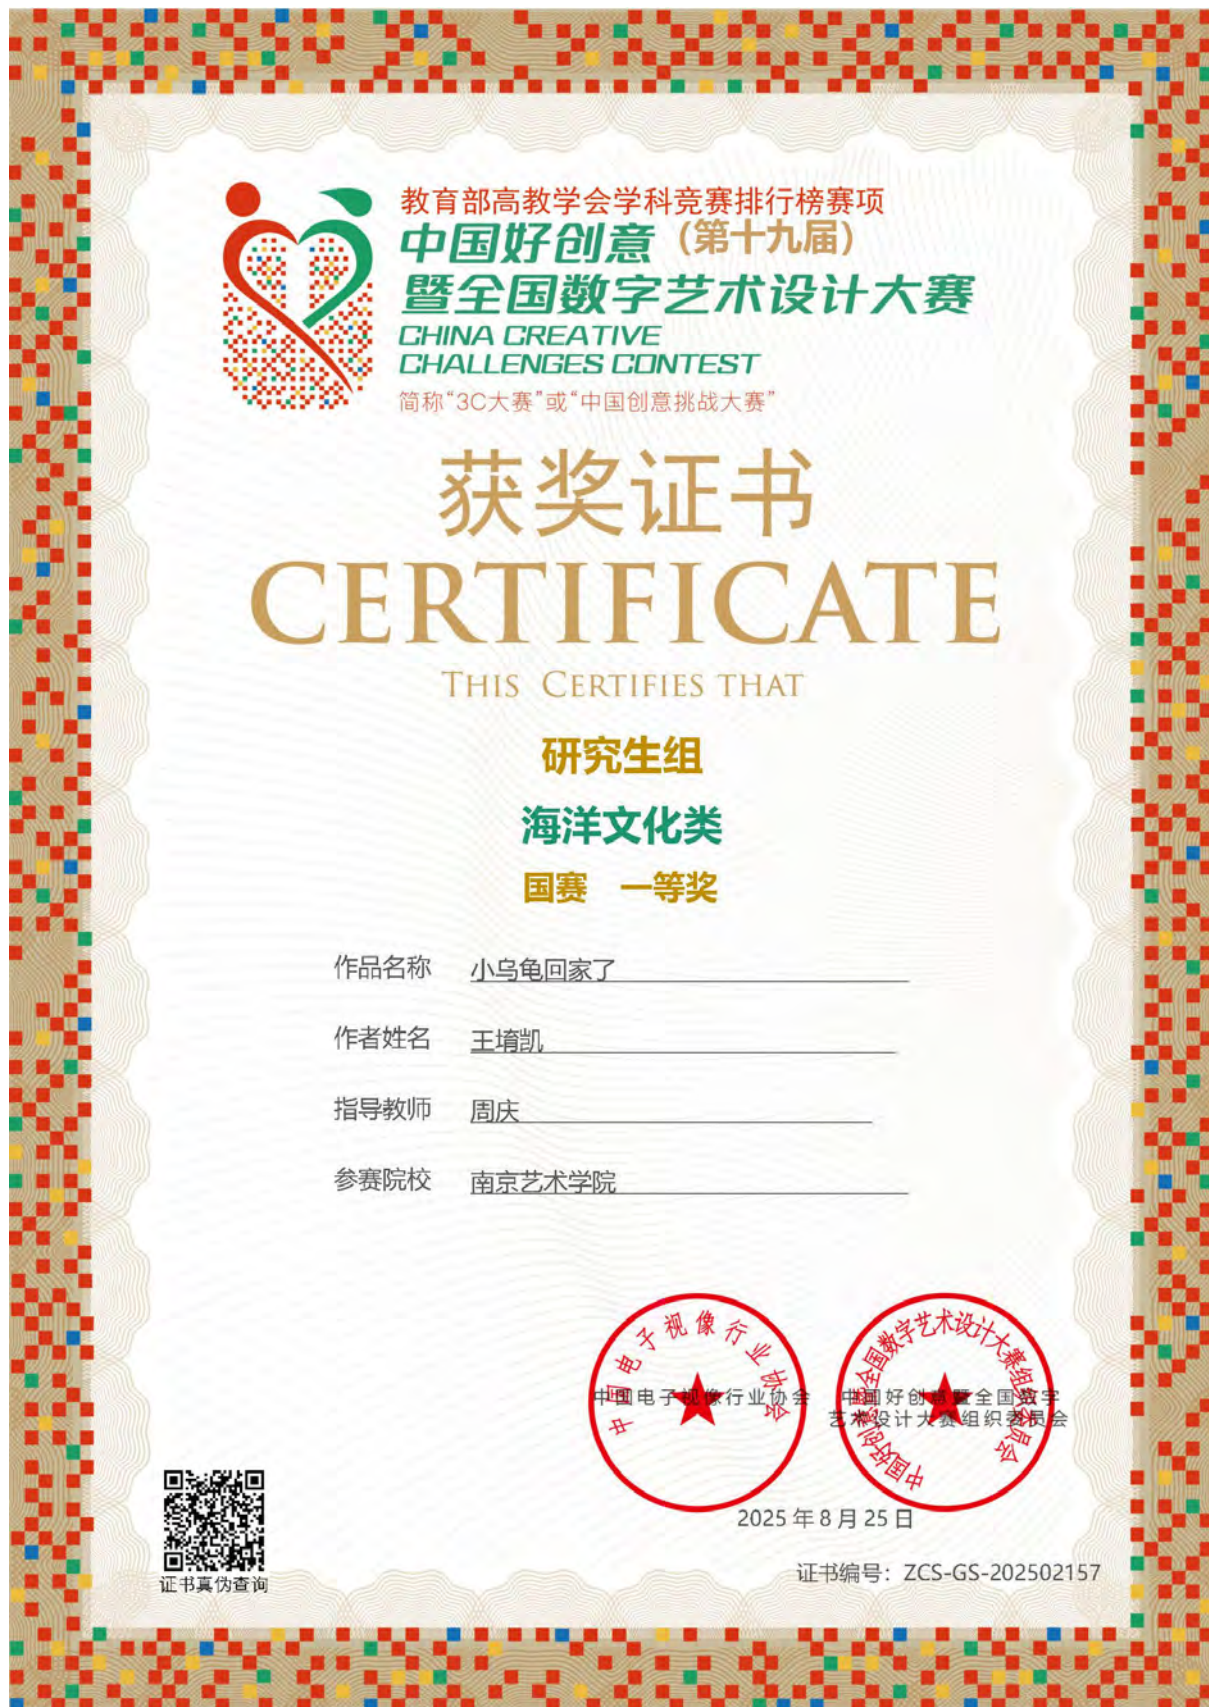 教育部高教学会学科竞赛排行榜赛项
中国好创意（第十九届）
暨全国数字艺术设计大赛
CHINA CREATIVE
CHALLENGES CONTEST
简称“3C大赛”或“中国创意挑战大赛”
获奖证书
CERTIFICATE
THIS CERTIFIES THAT
研究生组
海洋文化类
国赛 一等奖
作品名称 小乌龟回家了
作者姓名 王堉凯
指导教师 周庆
参赛院校 南京艺术学院
中国电子视像行业协会
中国好创意暨全国数字艺术设计大赛组织委员会
中国电子视像行业协会
中国好创意暨全国数字
艺术设计大赛组织委员会
2025 年 8 月 25 日
证书真伪查询
证书编号：ZCS-GS-202502157